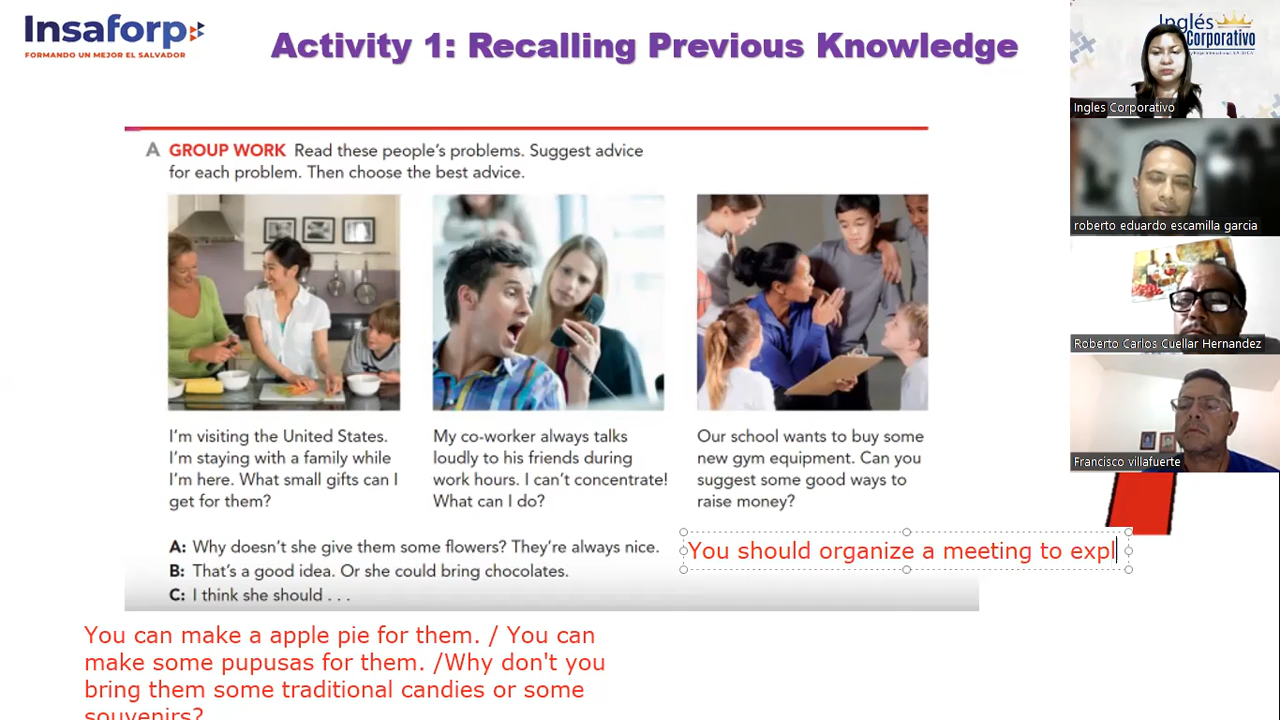 Insaforp
FORMANDO UN MEJOR EL SALVADOR
Activity 1: Recalling Previous Knowledge
Inglés
Corporativo
Ingles Corporativo
roberto eduardo escamilla garcia
Roberto Carlos Cuellar Hernandez
Francisco villafuerte
A GROUP WORK Read these people's problems. Suggest advice
for each problem. Then choose the best advice.
I'm visiting the United States.
I'm staying with a family while
I'm here. What small gifts can I
get for them?
My co-worker always talks
loudly to his friends during
work hours. I can't concentrate!
What can I do?
Our school wants to buy some
new gym equipment. Can you
suggest some good ways to
raise money?
A: Why doesn't she give them some flowers? They're always nice.
B: That's a good idea. Or she could bring chocolates.
C: I think she should . . .
You should organize a meeting to expl
You can make a apple pie for them. / You can
make some pupusas for them. /Why don't you
bring them some traditional candies or some
souvenirs?